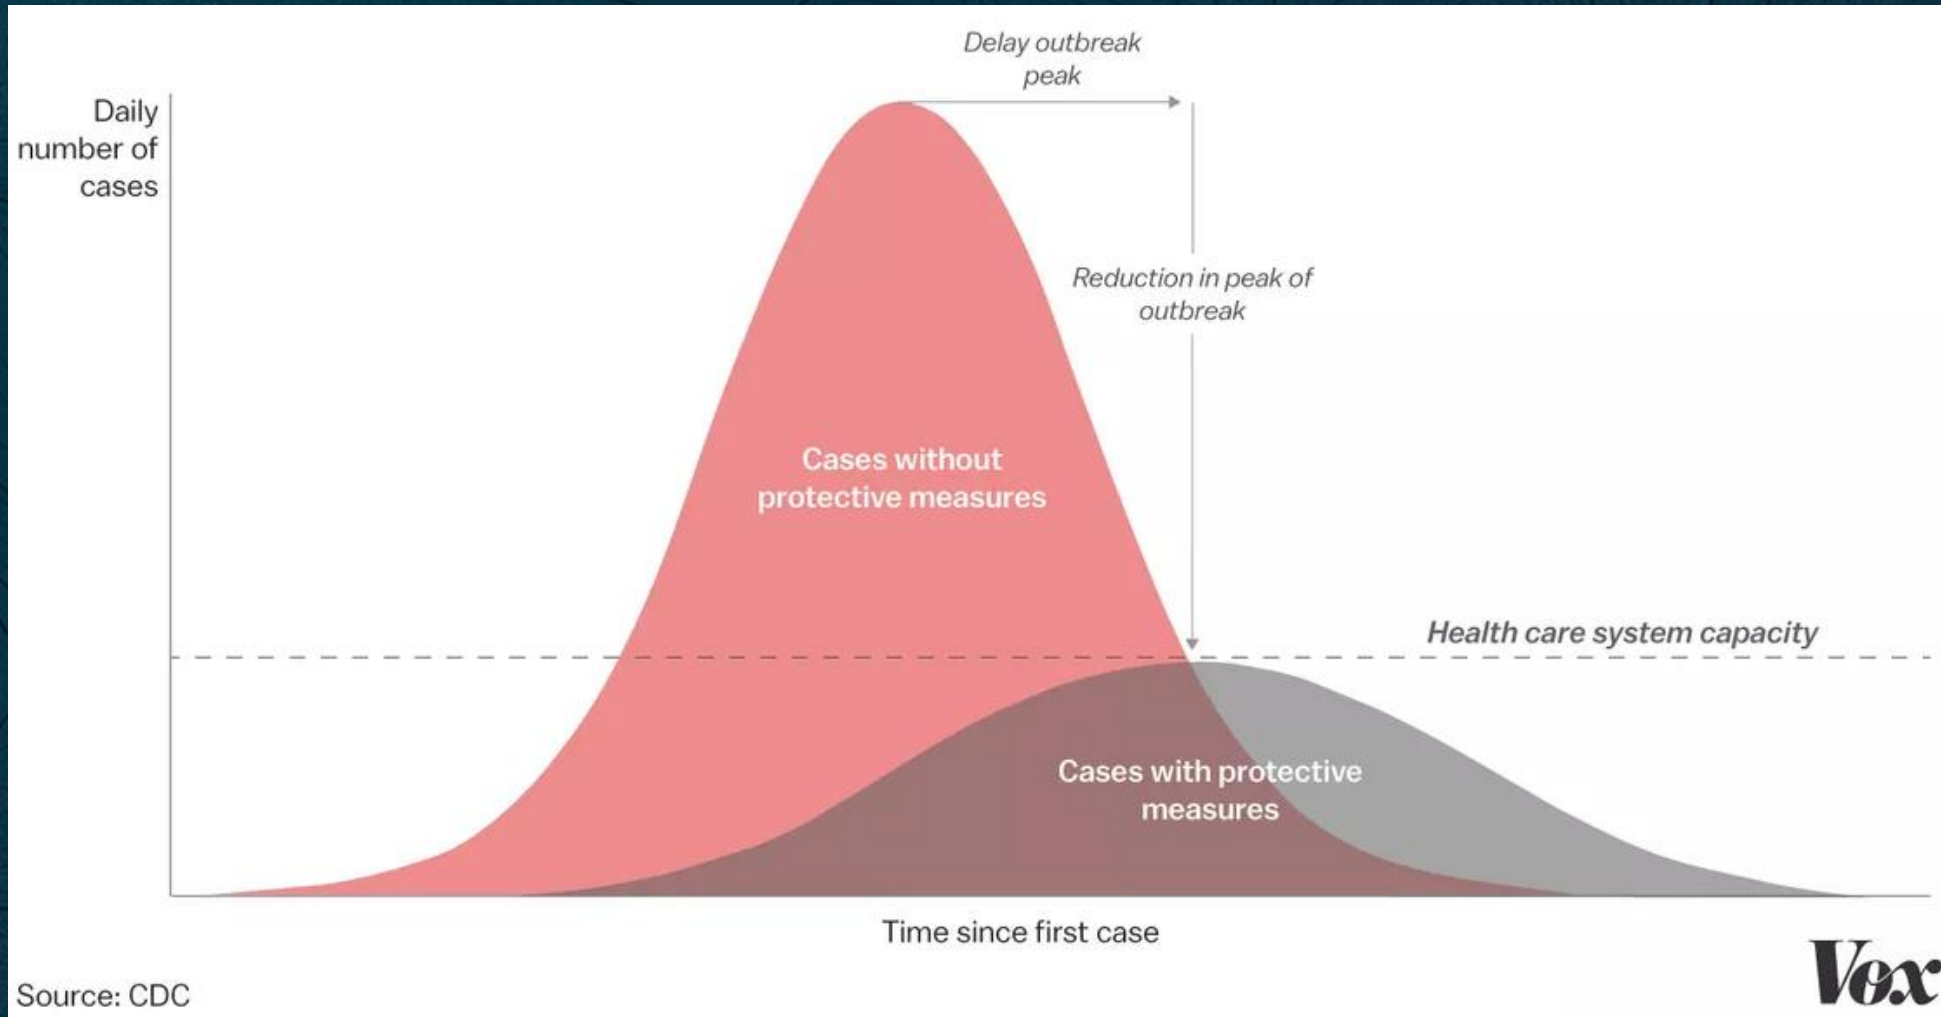 Delay outbreak
peak
Daily
number of
cases
Reduction in peak of
outbreak
Cases without
protective measures
Health care system capacity
Cases with protective
measures
Time since first case
Source: CDC
Vox